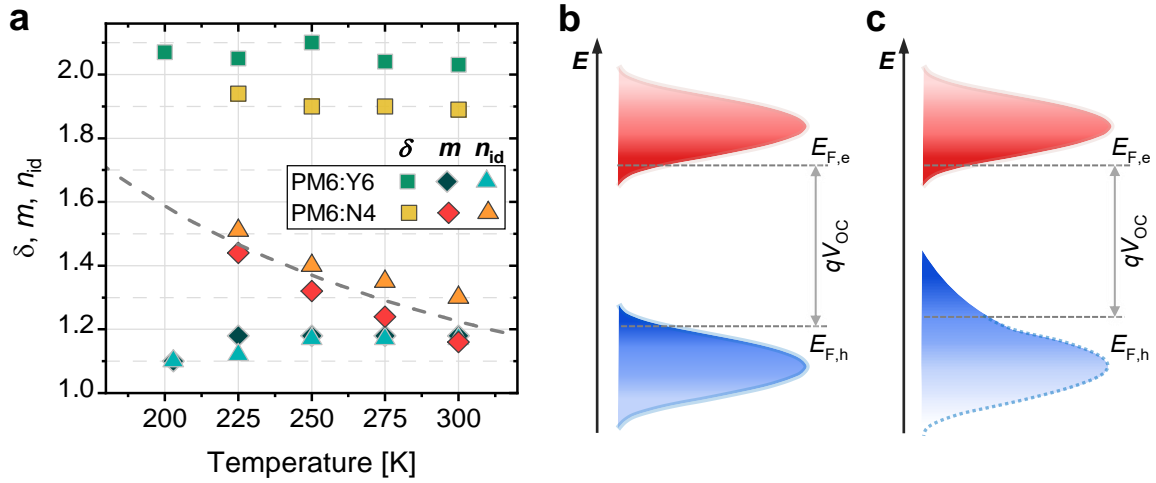 a
b
c
δ, m, n_id
2.0
1.8
1.6
1.4
1.2
1.0
δ m n_id
PM6:Y6
PM6:N4
200 225 250 275 300
Temperature [K]
E
E_F,e
qV_OC
E_F,h
E
E_F,e
qV_OC
E_F,h